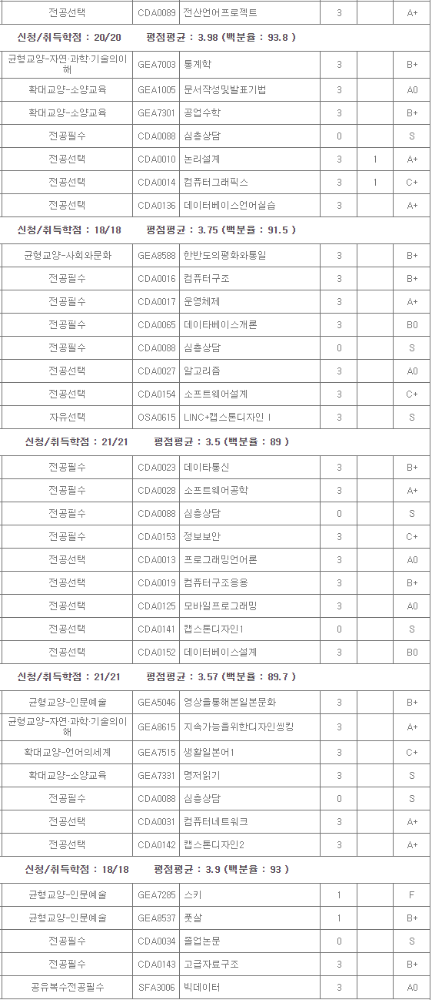 전공선택 CDA0089 전산언어프로젝트 3 A+
신청/취득학점 : 20/20 평점평균 : 3.98 (백분율 : 93.8 )
균형교양-자연·과학·기술의이
해 GEA7003 통계학 3 B+
확대교양-소양교육 GEA1005 문서작성및발표기법 3 A0
확대교양-소양교육 GEA7301 공업수학 3 B+
전공필수 CDA0088 심층상담 0 S
전공선택 CDA0010 논리설계 3 1 A+
전공선택 CDA0014 컴퓨터그래픽스 3 1 C+
전공선택 CDA0136 데이터베이스언어실습 3 A+
신청/취득학점 : 18/18 평점평균 : 3.75 (백분율 : 91.5 )
균형교양-사회와문화 GEA8588 한반도의평화와통일 3 B+
전공필수 CDA0016 컴퓨터구조 3 B+
전공필수 CDA0017 운영체제 3 A+
전공필수 CDA0065 데이타베이스개론 3 B0
전공필수 CDA0088 심층상담 0 S
전공선택 CDA0027 알고리즘 3 A0
전공선택 CDA0154 소프트웨어설계 3 C+
자유선택 OSA0615 LINC+캡스톤디자인Ⅰ 3 S
신청/취득학점 : 21/21 평점평균 : 3.5 (백분율 : 89 )
전공필수 CDA0023 데이타통신 3 B+
전공필수 CDA0028 소프트웨어공학 3 A+
전공필수 CDA0088 심층상담 0 S
전공필수 CDA0153 정보보안 3 C+
전공선택 CDA0013 프로그래밍언어론 3 A0
전공선택 CDA0019 컴퓨터구조응용 3 B+
전공선택 CDA0125 모바일프로그래밍 3 A0
전공선택 CDA0141 캡스톤디자인1 0 S
전공선택 CDA0152 데이터베이스설계 3 B0
신청/취득학점 : 21/21 평점평균 : 3.57 (백분율 : 89.7 )
균형교양-인문예술 GEA5046 영상을통해본일본문화 3 B+
균형교양-자연·과학·기술의이
해 GEA8615 지속가능을위한디자인씽킹 3 A+
확대교양-언어의세계 GEA7515 생활일본어1 3 C+
확대교양-소양교육 GEA7331 명저읽기 3 S
전공필수 CDA0088 심층상담 0 S
전공선택 CDA0031 컴퓨터네트워크 3 A+
전공선택 CDA0142 캡스톤디자인2 3 A+
신청/취득학점 : 18/18 평점평균 : 3.9 (백분율 : 93 )
균형교양-인문예술 GEA7285 스키 1 F
균형교양-인문예술 GEA8537 풋살 1 B+
전공필수 CDA0034 졸업논문 0 S
전공필수 CDA0143 고급자료구조 3 B+
공유복수전공필수 SFA3006 빅데이터 3 A0